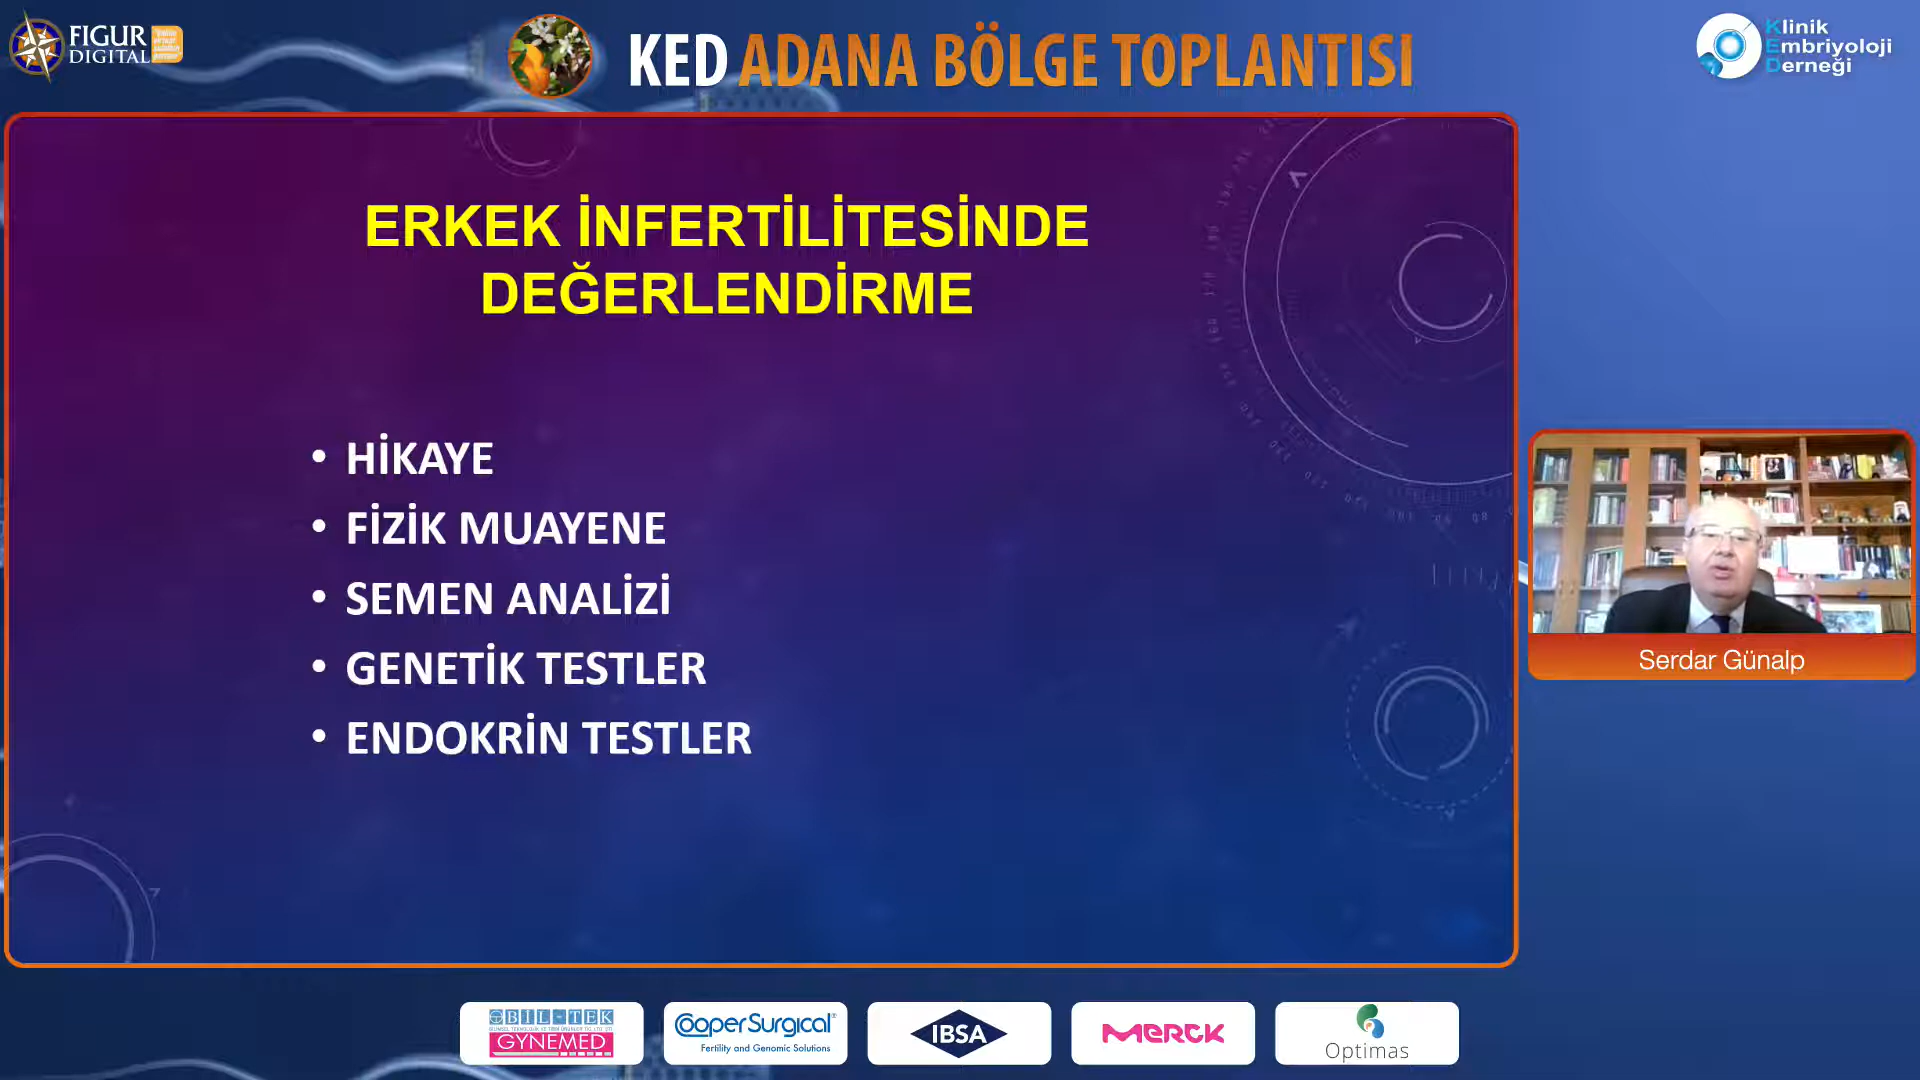 FIGUR
DIGITAL
KED ADANA BÖLGE TOPLANTISI
Klinik
Embriyoloji
Derneği
ERKEK İNFERTİLİTESİNDE
DEĞERLENDİRME
• HİKAYE
• FİZİK MUAYENE
• SEMEN ANALİZİ
• GENETİK TESTLER
• ENDOKRİN TESTLER
Serdar Günalp
BİL-TEK
GYNEMED
CooperSurgical®
Fertility and Genomic Solutions
IBSA
MERCK
Optimas